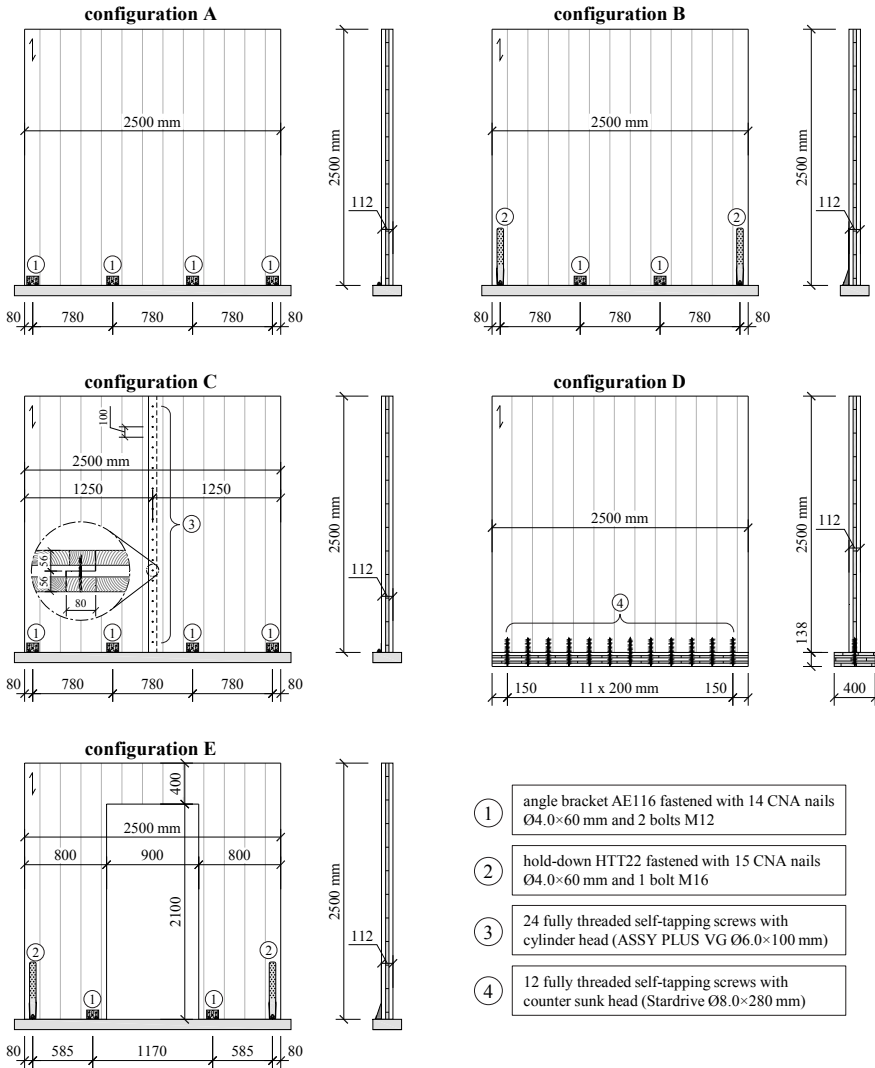 configuration A
2500 mm
2500 mm
112
1
1
1
1
80
780
780
780
80
configuration B
2500 mm
2500 mm
112
2
2
1
1
80
780
780
780
80
configuration C
100
2500 mm
1250
1250
3
56
56
80
2500 mm
112
1
1
1
1
80
780
780
780
80
configuration D
2500 mm
2500 mm
112
4
138
150
11 x 200 mm
150
400
configuration E
400
2500 mm
800
900
800
2100
2500 mm
112
2
2
1
1
80
585
1170
585
80
1
angle bracket AE116 fastened with 14 CNA nails
Ø4.0×60 mm and 2 bolts M12
2
hold-down HTT22 fastened with 15 CNA nails
Ø4.0×60 mm and 1 bolt M16
3
24 fully threaded self-tapping screws with
cylinder head (ASSY PLUS VG Ø6.0×100 mm)
4
12 fully threaded self-tapping screws with
counter sunk head (Stardrive Ø8.0×280 mm)